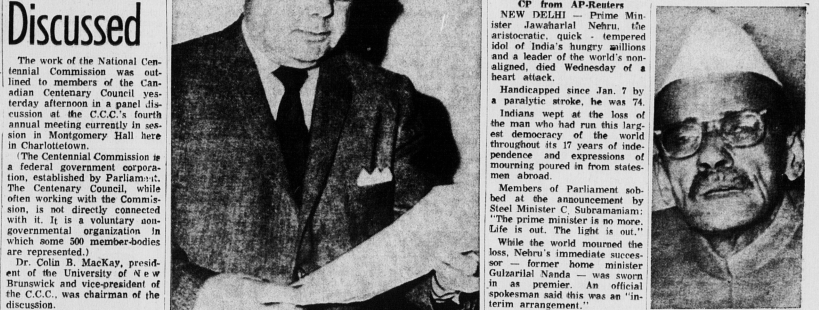 Discussed
The work of the National Cen-
tennial Commission was out-
lined to members of the Can-
adian Centenary Council yes-
terday afternoon in a panel dis-
cussion at the C.C.C.'s fourth
annual meeting currently in ses-
sion in Montgomery Hall here
in Charlottetown.
(The Centennial Commission is
a federal government corpora-
tion, established by Parliament.
The Centenary Council, while
often working with the Commis-
sion, is not directly connected
with it. It is a voluntary non-
governmental organization in
which some 500 member-bodies
are represented.)
Dr. Colin B. MacKay, presid-
ent of the University of New
Brunswick and vice-president of
the C.C.C., was chairman of the
discussion.
CP from AP-Reuters
NEW DELHI — Prime Min-
ister Jawaharlal Nehru, the
aristocratic, quick - tempered
idol of India's hungry millions
and a leader of the world's non-
aligned, died Wednesday of a
heart attack.
Handicapped since Jan. 7 by
a paralytic stroke, he was 74.
Indians wept at the loss of
the man who had run this larg-
est democracy of the world
throughout its 17 years of inde-
pendence and expressions of
mourning poured in from states-
men abroad.
Members of Parliament sob-
bed at the announcement by
Steel Minister C. Subramaniam:
"The prime minister is no more.
Life is out. The light is out."
While the world mourned the
loss, Nehru's immediate succes-
sor — former home minister
Gulzarilal Nanda — was sworn
in as premier. An official
spokesman said this was an "in-
terim arrangement."